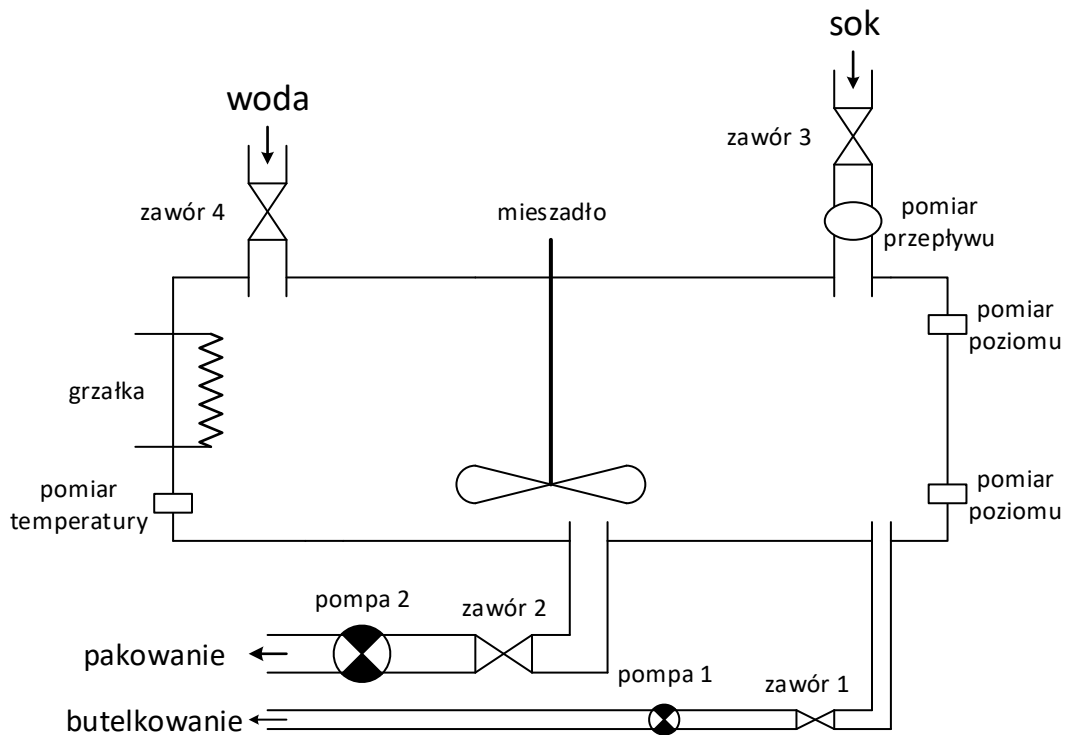 sok
woda
zawór 3
zawór 4
mieszadło
pomiar
przepływu
pomiar
poziomu
grzałka
pomiar
temperatury
pomiar
poziomu
pompa 2
zawór 2
pakowanie
pompa 1
zawór 1
butelkowanie